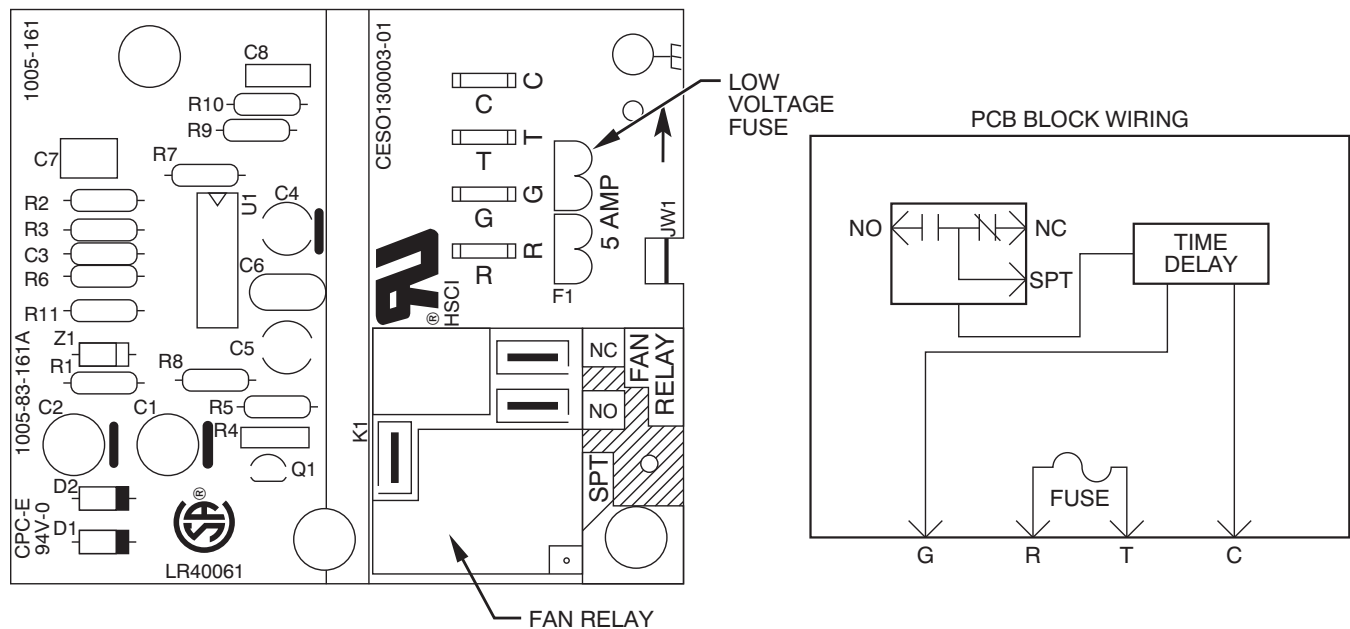 1005-161
C8
R10
R9
C7
R7
R2
R3
C3
R6
R11
U1
C4
C6
Z1
R1
C5
R8
1005-83-161A
C2
C1
R5
R4
Q1
D2
D1
CPC-E
94V-0
®
LR40061
CESO130003-01
C
C
T
T
G
G
R
R
5 AMP
F1
JW1
®
HSCI
LOW
VOLTAGE
FUSE
NC
NO
FAN
RELAY
K1
SPT
FAN RELAY
PCB BLOCK WIRING
NO
NC
SPT
TIME
DELAY
FUSE
G R T C